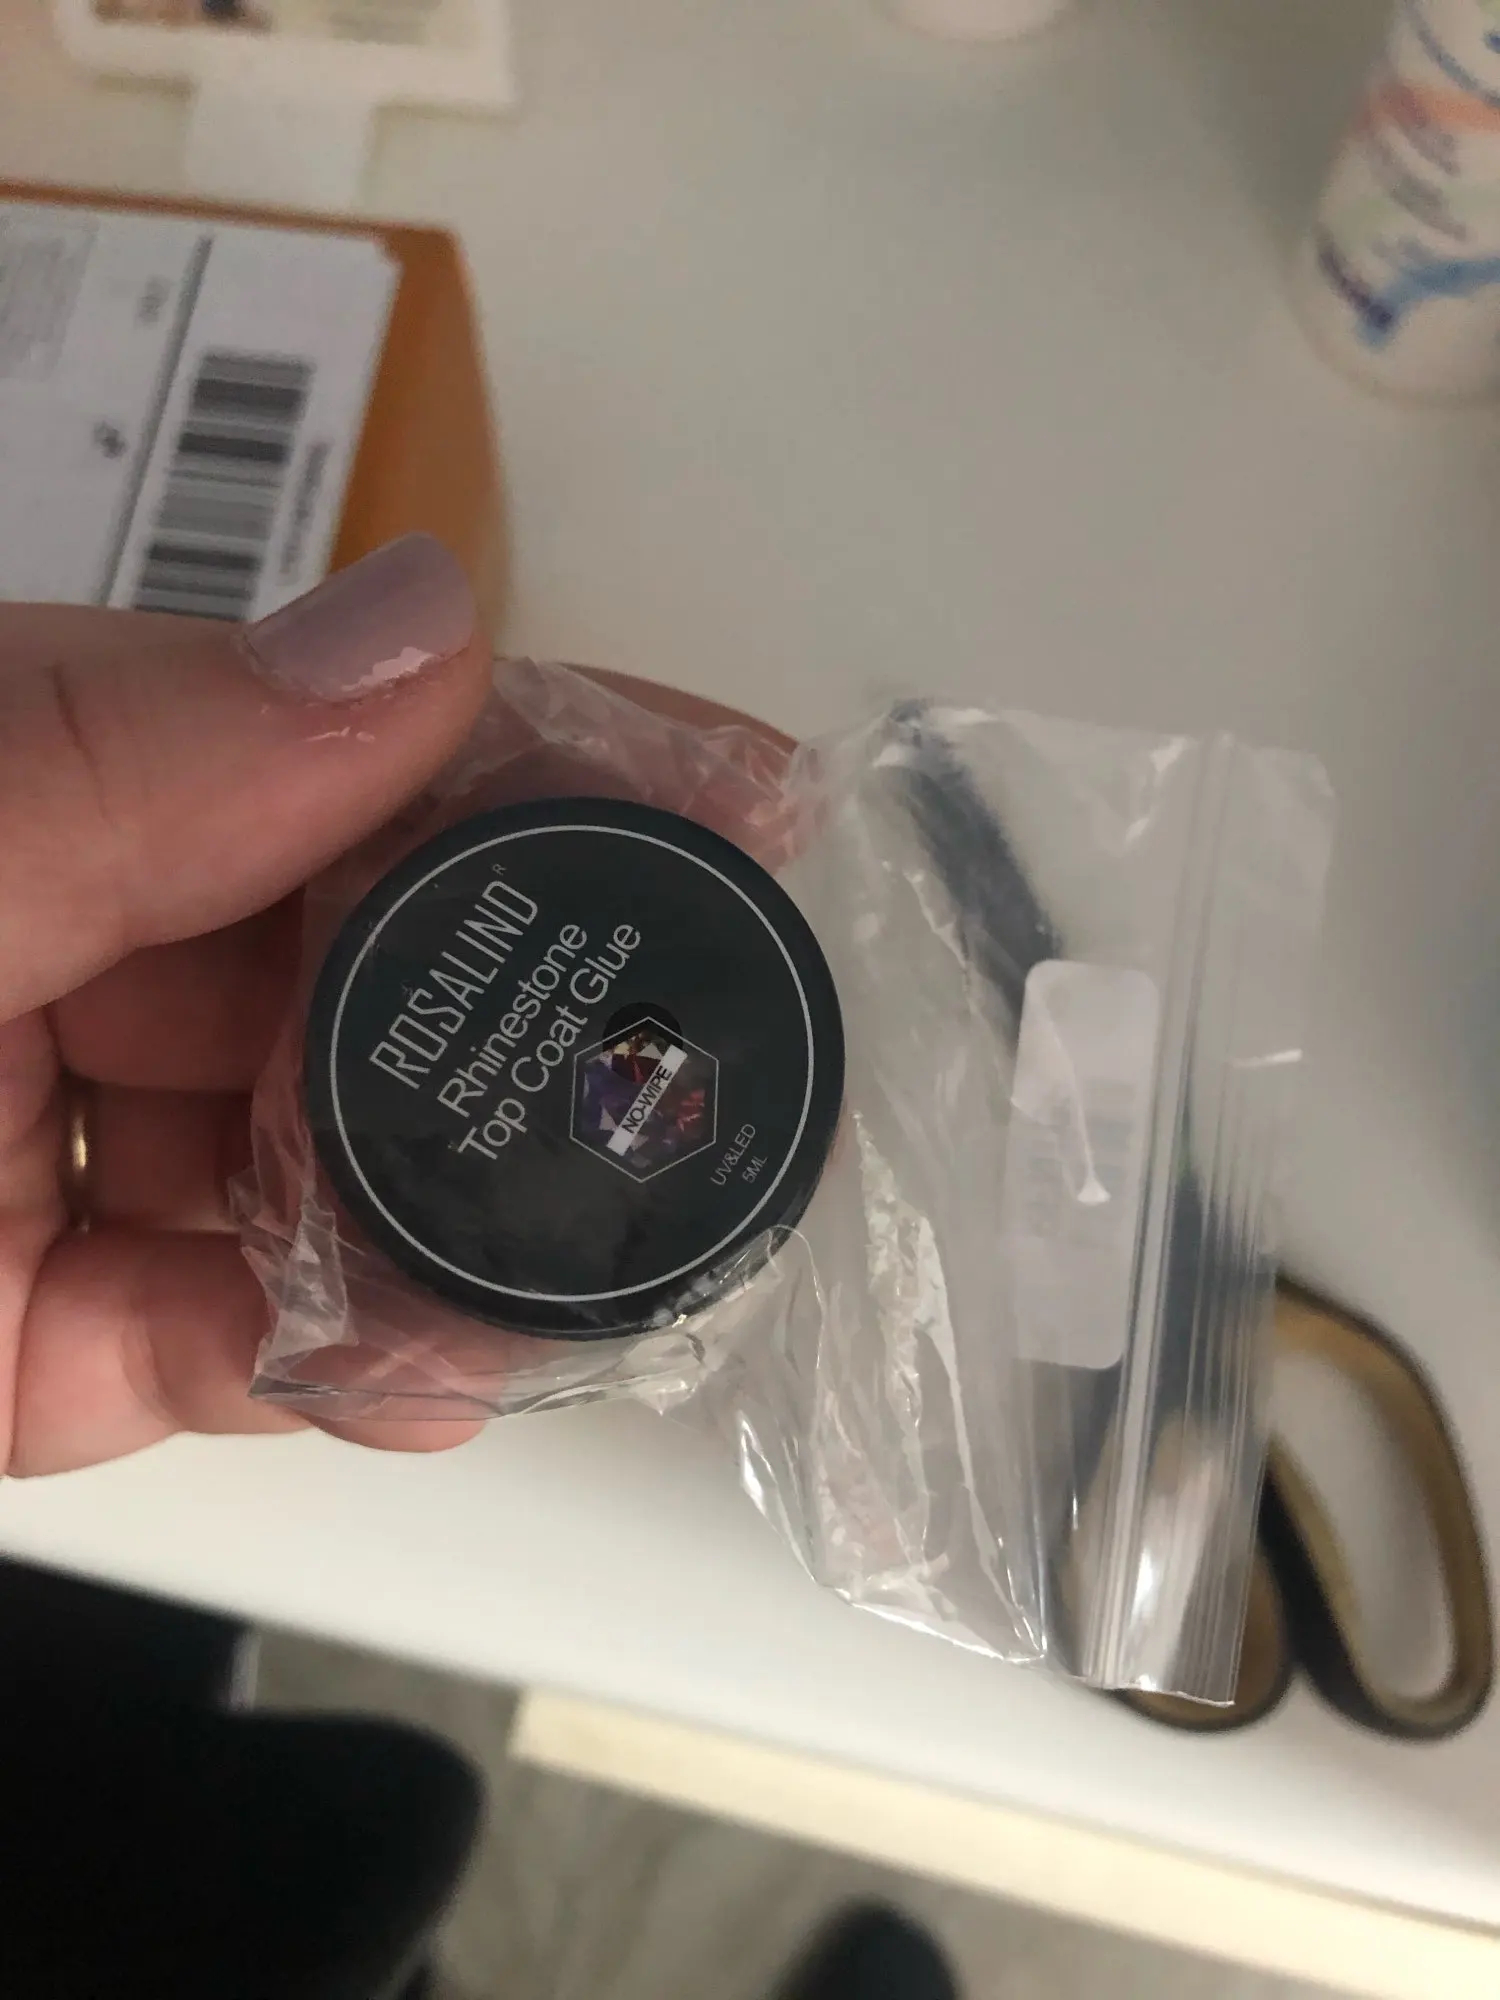 ROSALIND R
Rhinestone
Top Coat Glue
NO-WIPE
UV&LED
5ML